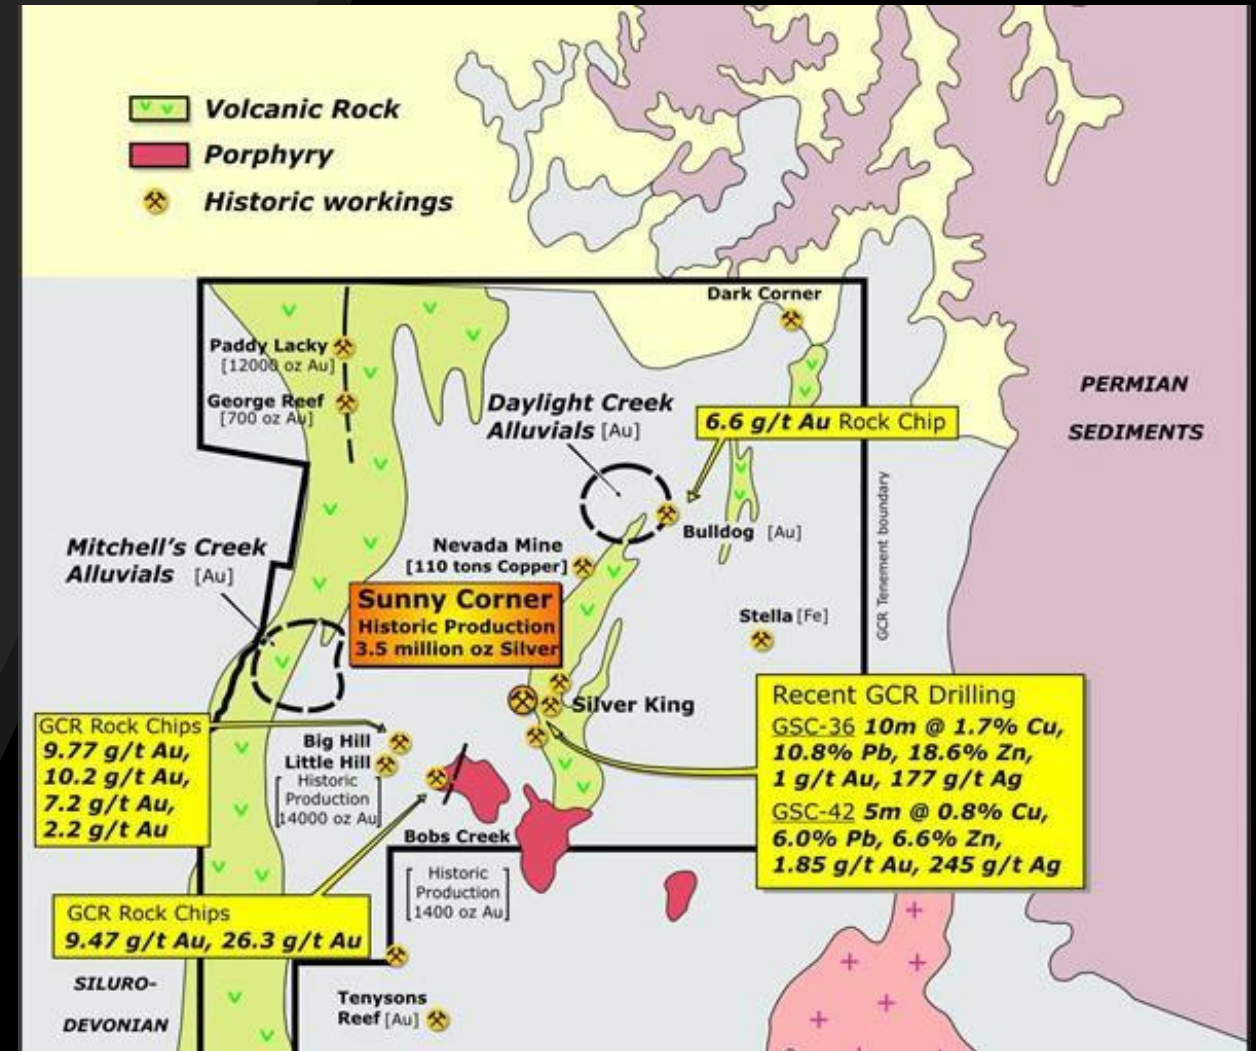 Volcanic Rock
Porphyry
Historic workings
Dark Corner
Paddy Lacky
[12000 oz Au]
George Reef
[700 oz Au]
Daylight Creek
Alluvials [Au]
6.6 g/t Au Rock Chip
PERMIAN
SEDIMENTS
Bulldog [Au]
Mitchell's Creek
Alluvials [Au]
Nevada Mine
[110 tons Copper]
GCR Tenement boundary
Sunny Corner
Historic Production
3.5 million oz Silver
Stella [Fe]
Silver King
Recent GCR Drilling
GSC-36 10m @ 1.7% Cu,
10.8% Pb, 18.6% Zn,
1 g/t Au, 177 g/t Ag
GSC-42 5m @ 0.8% Cu,
6.0% Pb, 6.6% Zn,
1.85 g/t Au, 245 g/t Ag
GCR Rock Chips
9.77 g/t Au,
10.2 g/t Au,
7.2 g/t Au,
2.2 g/t Au
Big Hill
Little Hill
[Historic
Production
14000 oz Au]
Bobs Creek
[Historic
Production
1400 oz Au]
GCR Rock Chips
9.47 g/t Au, 26.3 g/t Au
SILURO-
DEVONIAN
Tenysons
Reef [Au]